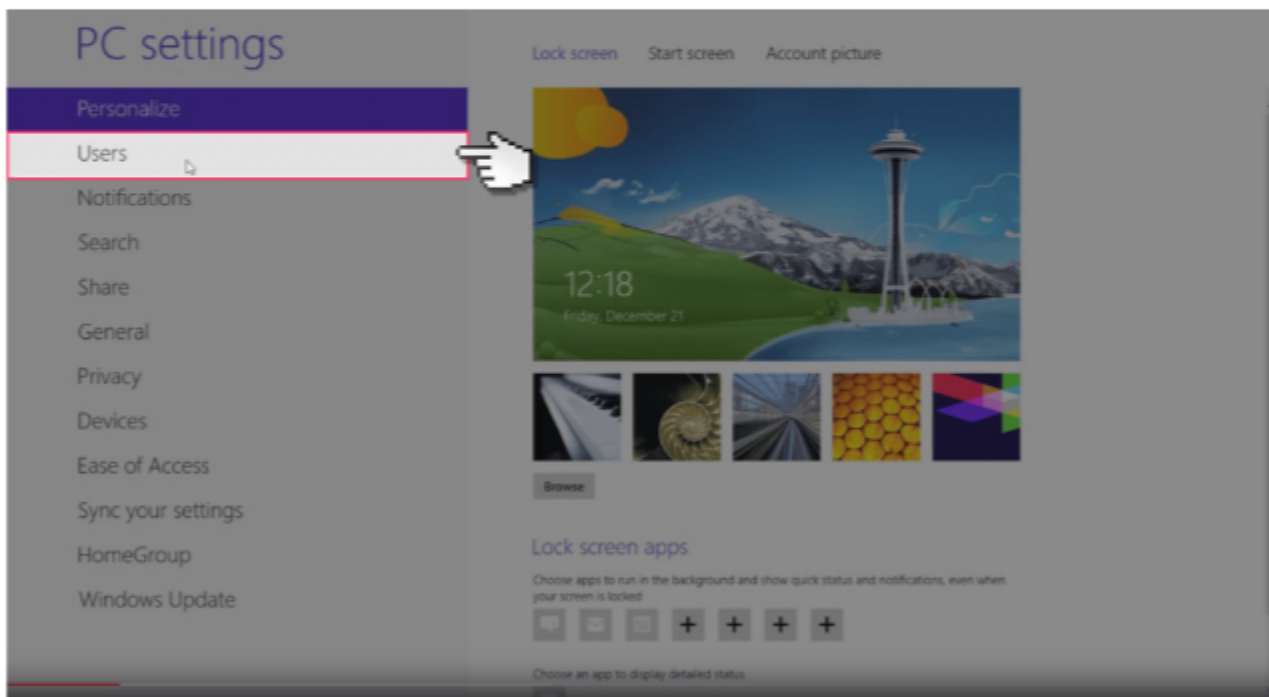 PC settings
Personalize
Users
Notifications
Search
Share
General
Privacy
Devices
Ease of Access
Sync your settings
HomeGroup
Windows Update
Lock screen Start screen Account picture
12:18
Friday, December 21
Browse
Lock screen apps
Choose apps to run in the background and show quick status and notifications, even when
your screen is locked
Choose an app to display detailed status